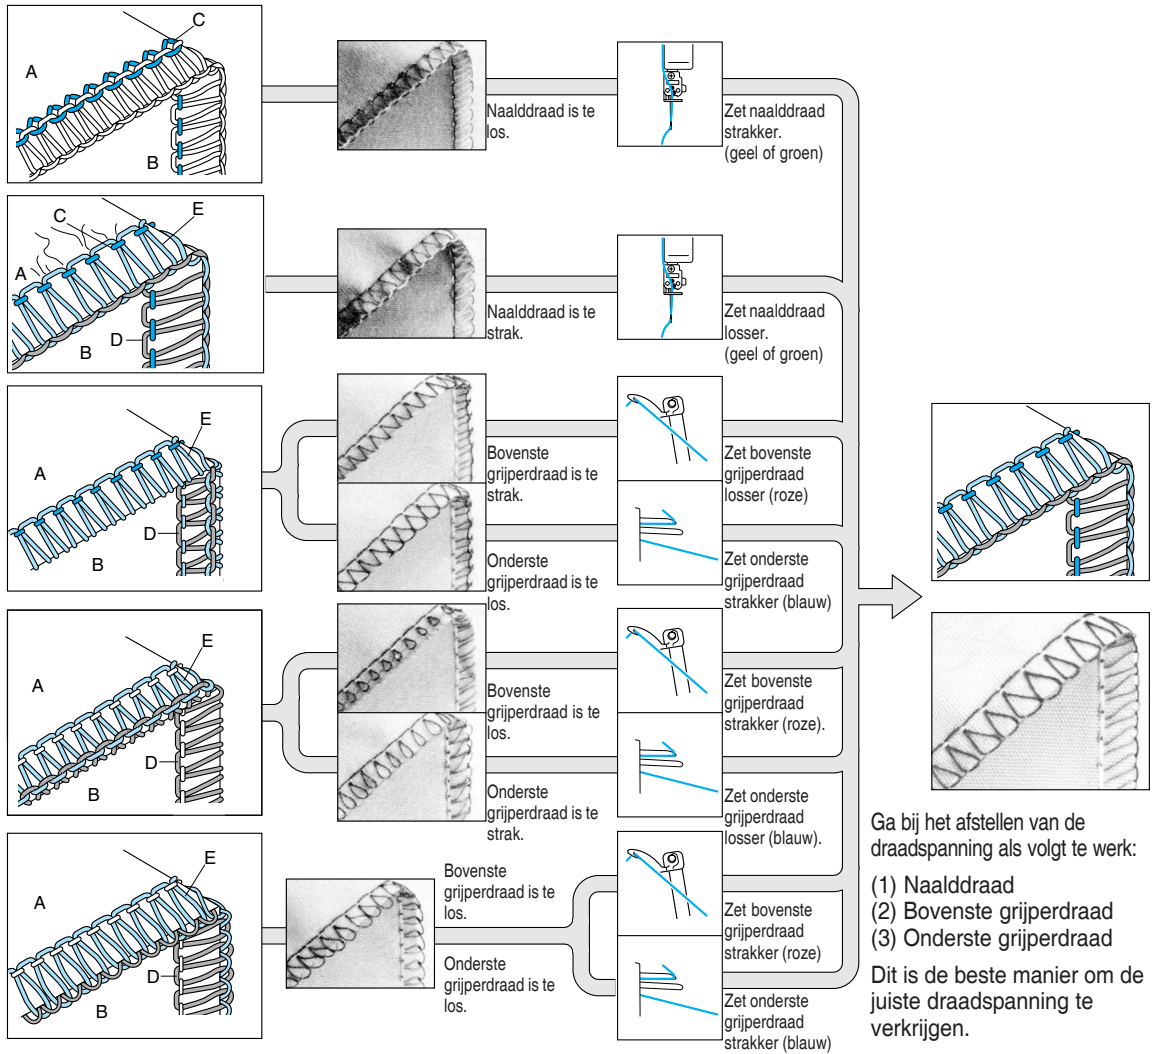 C
A
B
Naalddraad is te
los.
Zet naalddraad
strakker.
(geel of groen)
C
E
A
D
B
Naalddraad is te
strak.
Zet naalddraad
losser.
(geel of groen)
E
A
D
B
Bovenste
grijperdraad is te
strak.
Zet bovenste
grijperdraad
losser (roze)
Onderste
grijperdraad is te
los.
Zet onderste
grijperdraad
strakker (blauw)
E
A
D
B
Bovenste
grijperdraad is te
los.
Zet bovenste
grijperdraad
strakker (roze).
Onderste
grijperdraad is te
strak.
Zet onderste
grijperdraad
losser (blauw).
E
A
D
B
Bovenste
grijperdraad is te
los.
Onderste
grijperdraad is te
los.
Zet bovenste
grijperdraad
strakker (roze)
Zet onderste
grijperdraad
strakker (blauw)
Ga bij het afstellen van de
draadspanning als volgt te werk:
(1) Naalddraad
(2) Bovenste grijperdraad
(3) Onderste grijperdraad
Dit is de beste manier om de
juiste draadspanning te
verkrijgen.